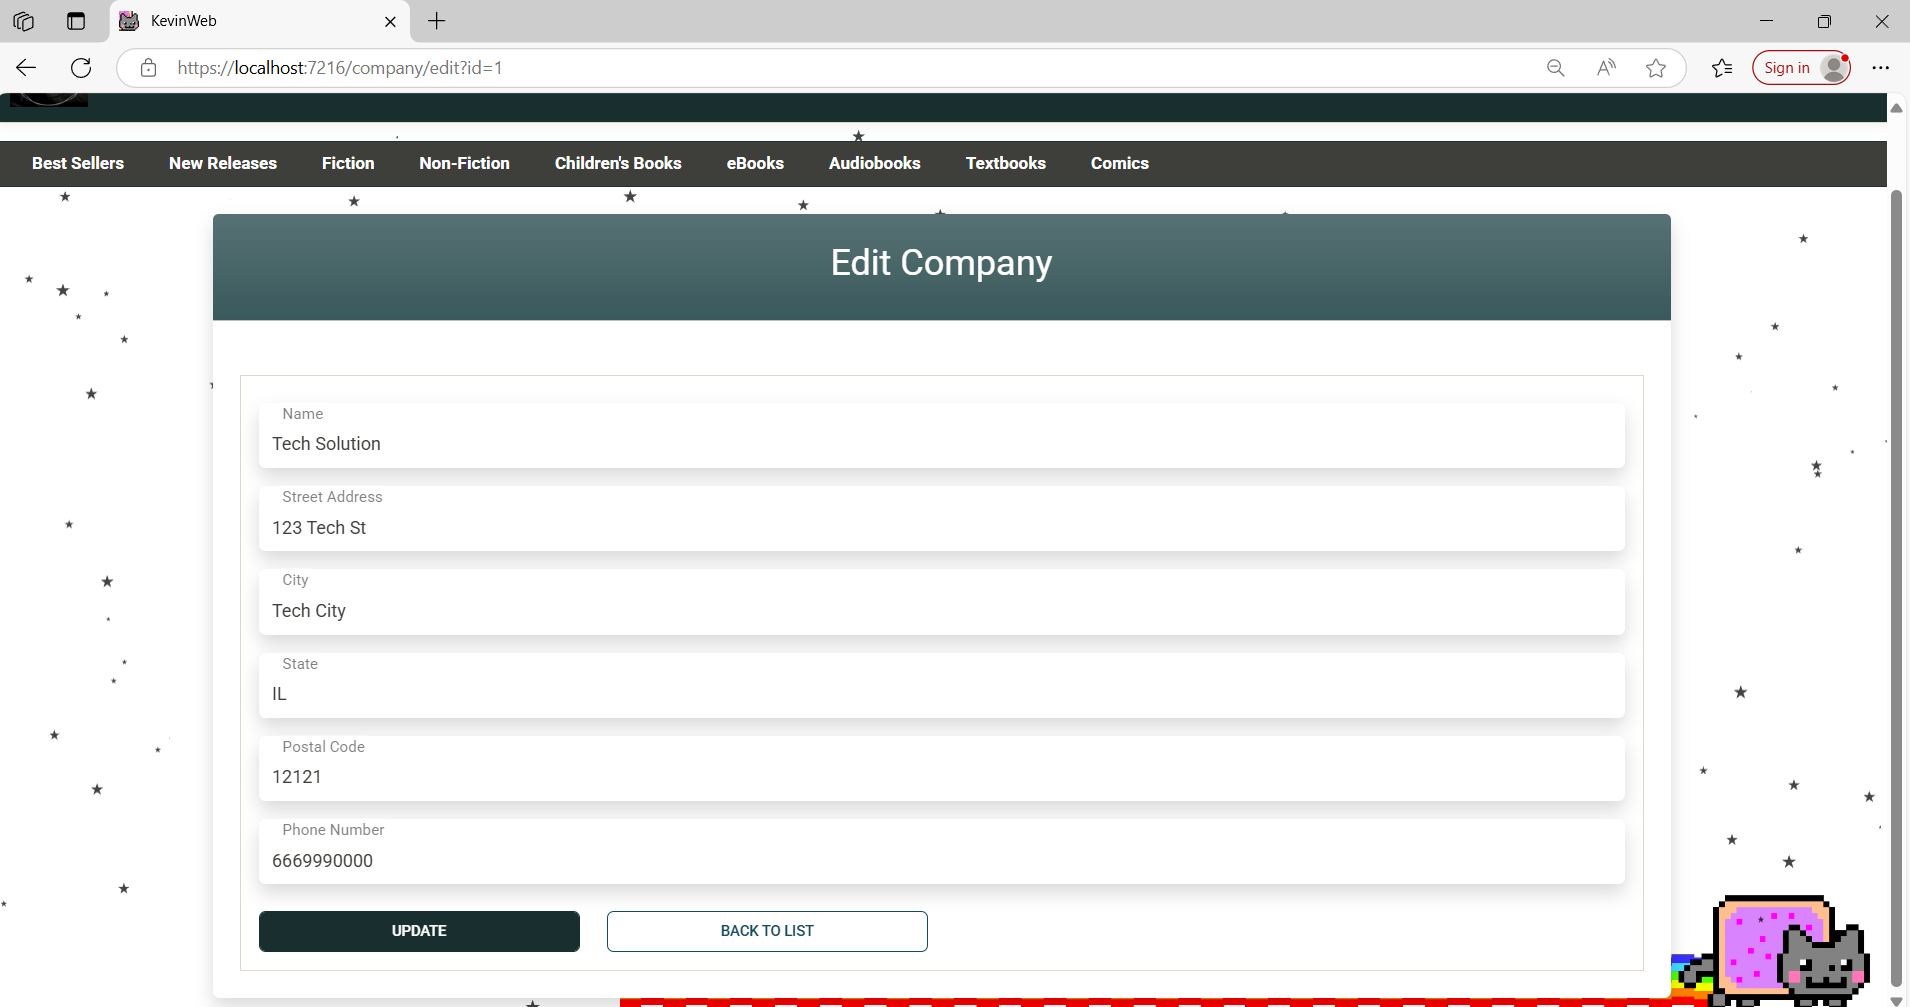 KevinWeb
https://localhost:7216/company/edit?id=1
Sign in
Best Sellers New Releases Fiction Non-Fiction Children's Books eBooks Audiobooks Textbooks Comics
Edit Company
Name
Tech Solution
Street Address
123 Tech St
City
Tech City
State
IL
Postal Code
12121
Phone Number
6669990000
UPDATE BACK TO LIST